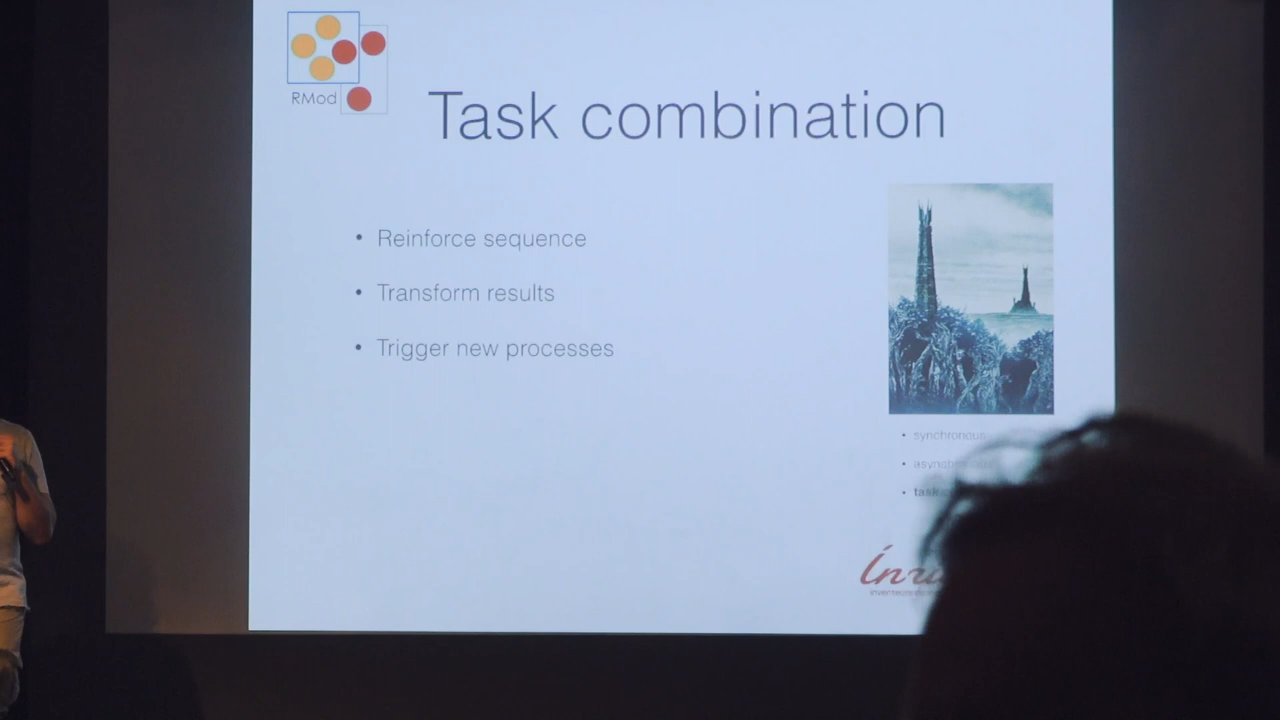 RMod
Task combination
• Reinforce sequence
• Transform results
• Trigger new processes
• synchronous